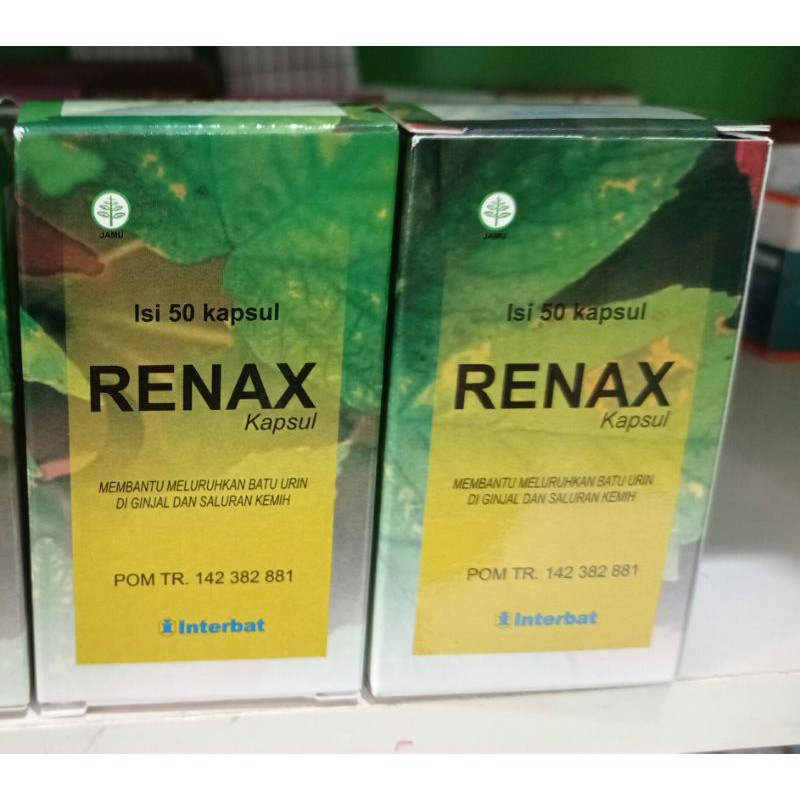 JAMU
Isi 50 kapsul
RENAX
Kapsul
MEMBANTU MELURUHKAN BATU URIN
DI GINJAL DAN SALURAN KEMIH
POM TR. 142 382 881
Interbat
JAMU
Isi 50 kapsul
RENAX
Kapsul
MEMBANTU MELURUHKAN BATU URIN
DI GINJAL DAN SALURAN KEMIH
POM TR. 142 382 881
Interbat